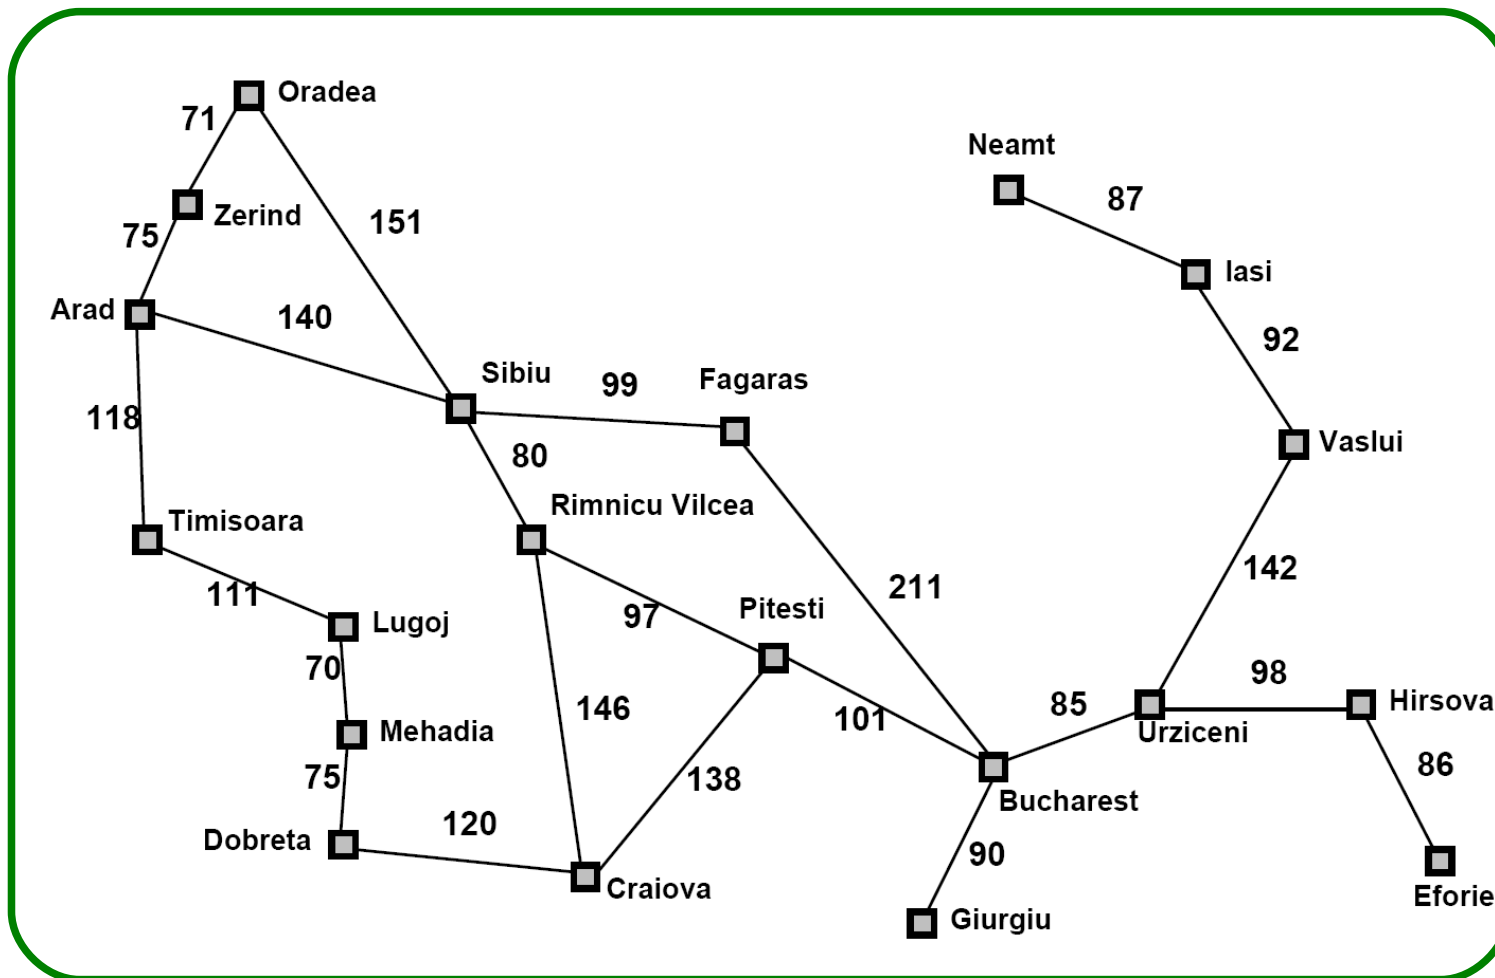 Oradea
71
Neamt
87
151
Zerind
75
Iasi
Arad
140
92
Sibiu
99
Fagaras
118
Vaslui
80
Rimnicu Vilcea
Timisoara
142
211
111
97
Pitesti
Lugoj
70
98
146
101
85
Hirsova
Mehadia
Urziceni
86
75
138
Bucharest
120
Dobreta
90
Craiova
Eforie
Giurgiu